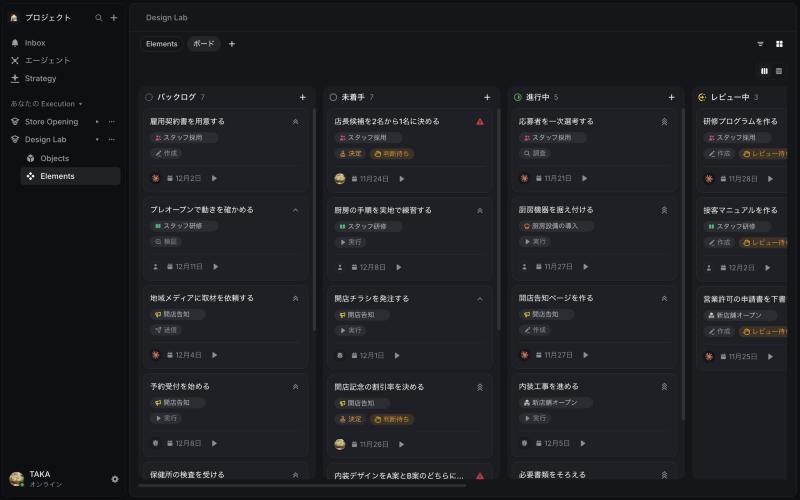 プロジェクト
Inbox
エージェント
Strategy
あなたの Execution
Store Opening
Design Lab
Objects
Elements
TAKA
オンライン
Design Lab
Elements
ボード
バックログ 7
雇用契約書を用意する
スタッフ採用
作成
12月2日
プレオープンで動きを確かめる
スタッフ研修
検証
12月11日
地域メディアに取材を依頼する
開店告知
送信
12月4日
予約受付を始める
開店告知
実行
12月8日
保健所の検査を受ける
未着手 7
店長候補を2名から1名に決める
スタッフ採用
決定
判断待ち
11月24日
厨房の手順を実地で練習する
スタッフ研修
実行
12月8日
開店チラシを発注する
開店告知
実行
12月1日
開店記念の割引率を決める
開店告知
決定
判断待ち
11月26日
内装デザインをA案とB案のどちらに...
進行中 5
応募者を一次選考する
スタッフ採用
調査
11月21日
厨房機器を据え付ける
厨房設備の導入
実行
11月27日
開店告知ページを作る
開店告知
作成
11月27日
内装工事を進める
新店舗オープン
実行
12月5日
必要書類をそろえる
レビュー中 3
研修プログラムを作る
スタッフ採用
作成
レビュー待ち
11月28日
接客マニュアルを作る
スタッフ研修
作成
レビュー待ち
12月2日
営業許可の申請書を下書
新店舗オープン
作成
レビュー待ち
11月25日